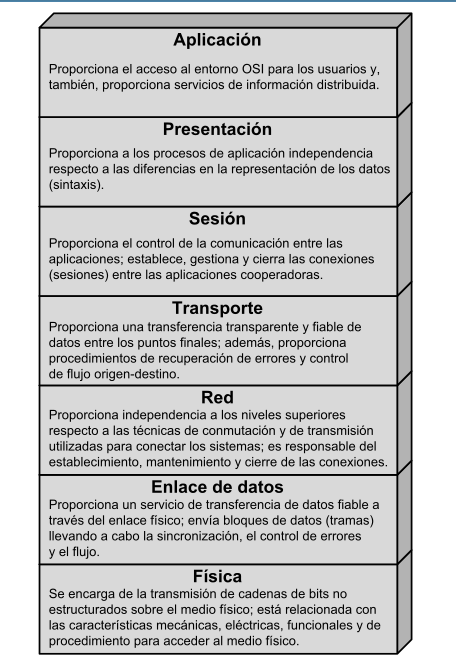 Aplicación
Proporciona el acceso al entorno OSI para los usuarios y,
también, proporciona servicios de información distribuida.
Presentación
Proporciona a los procesos de aplicación independencia
respecto a las diferencias en la representación de los datos
(sintaxis).
Sesión
Proporciona el control de la comunicación entre las
aplicaciones; establece, gestiona y cierra las conexiones
(sesiones) entre las aplicaciones cooperadoras.
Transporte
Proporciona una transferencia transparente y fiable de
datos entre los puntos finales; además, proporciona
procedimientos de recuperación de errores y control
de flujo origen-destino.
Red
Proporciona independencia a los niveles superiores
respecto a las técnicas de conmutación y de transmisión
utilizadas para conectar los sistemas; es responsable del
establecimiento, mantenimiento y cierre de las conexiones.
Enlace de datos
Proporciona un servicio de transferencia de datos fiable a
través del enlace físico; envía bloques de datos (tramas)
llevando a cabo la sincronización, el control de errores
y el flujo.
Física
Se encarga de la transmisión de cadenas de bits no
estructurados sobre el medio físico; está relacionada con
las características mecánicas, eléctricas, funcionales y de
procedimiento para acceder al medio físico.